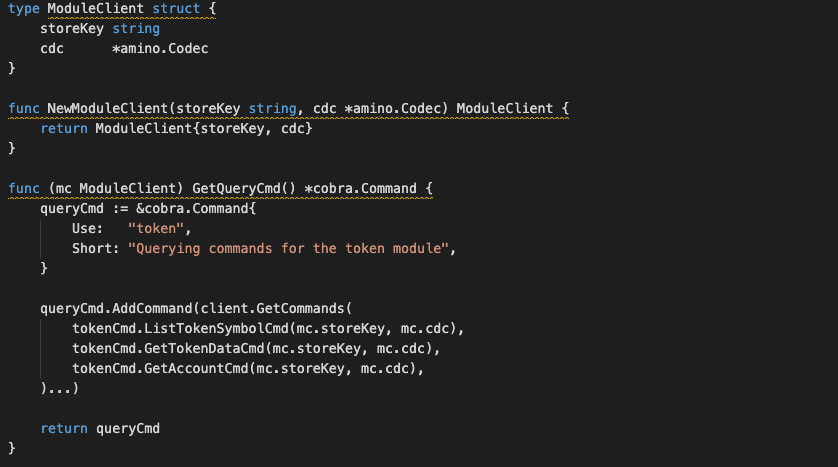 type ModuleClient struct {
    storeKey string
    cdc      *amino.Codec
}
func NewModuleClient(storeKey string, cdc *amino.Codec) ModuleClient {
    return ModuleClient{storeKey, cdc}
}
func (mc ModuleClient) GetQueryCmd() *cobra.Command {
    queryCmd := &cobra.Command{
        Use:   "token",
        Short: "Querying commands for the token module",
    }
    queryCmd.AddCommand(client.GetCommands(
        tokenCmd.ListTokenSymbolCmd(mc.storeKey, mc.cdc),
        tokenCmd.GetTokenDataCmd(mc.storeKey, mc.cdc),
        tokenCmd.GetAccountCmd(mc.storeKey, mc.cdc),
    )...)
    return queryCmd
}